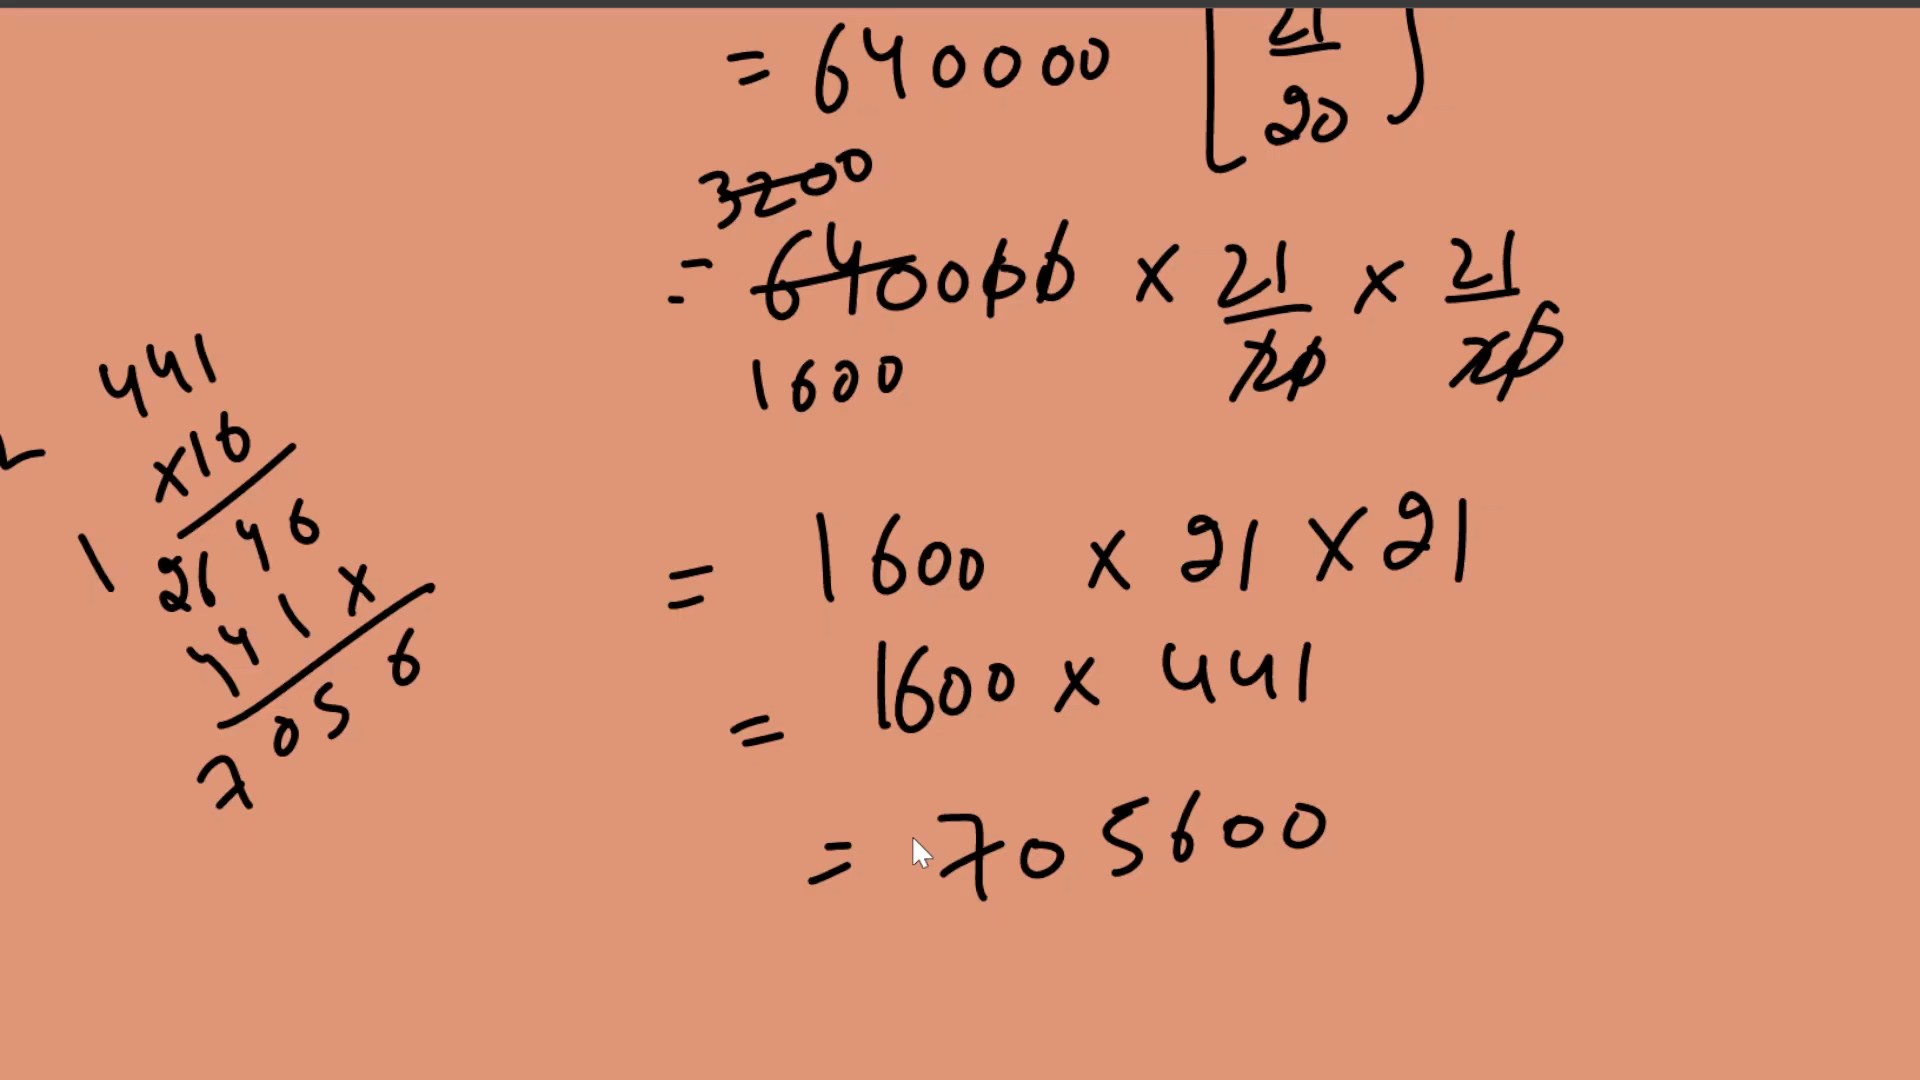 = 640000 [21/20)
3200
= 640000 × 21/20 × 21/20
1600
= 1600 × 21 × 21
= 1600 × 441
= 705600
441
×16
2646
441×
7056